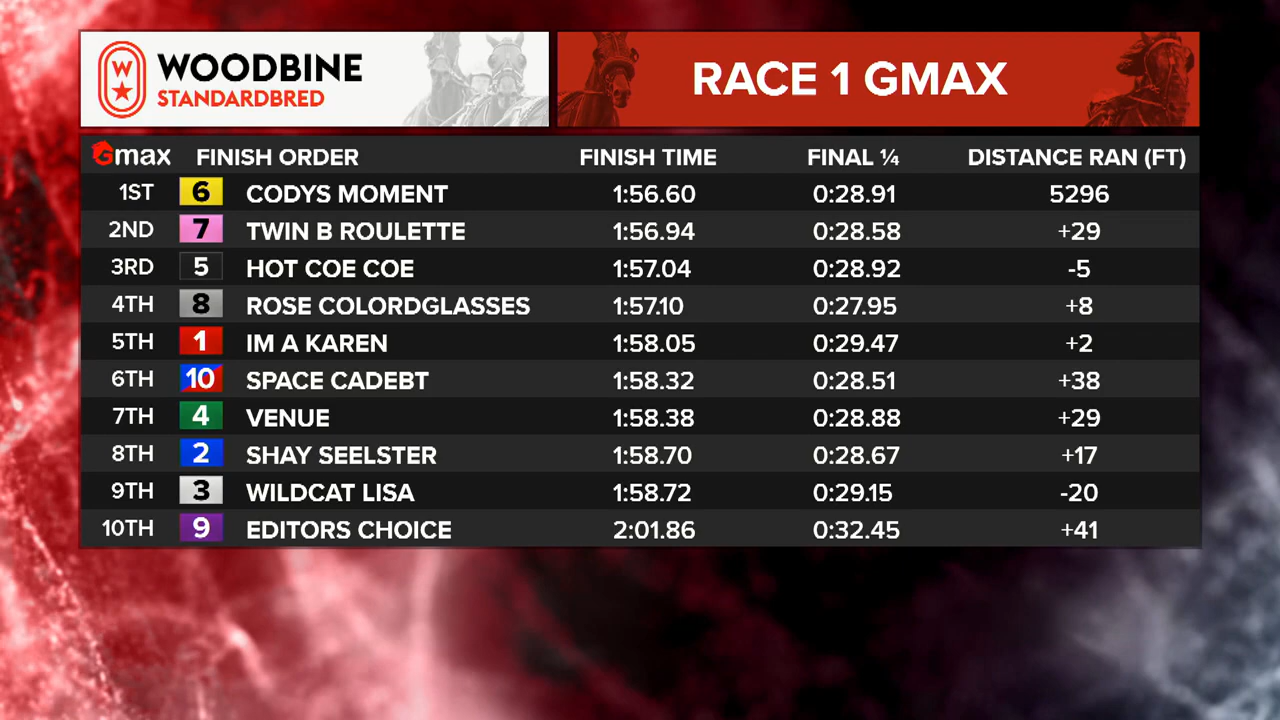 W
WOODBINE
STANDARDBRED
RACE 1 GMAX
Gmax FINISH ORDER FINISH TIME FINAL ¼ DISTANCE RAN (FT)
1ST 6 CODYS MOMENT 1:56.60 0:28.91 5296
2ND 7 TWIN B ROULETTE 1:56.94 0:28.58 +29
3RD 5 HOT COE COE 1:57.04 0:28.92 -5
4TH 8 ROSE COLORDGLASSES 1:57.10 0:27.95 +8
5TH 1 IM A KAREN 1:58.05 0:29.47 +2
6TH 10 SPACE CADEBT 1:58.32 0:28.51 +38
7TH 4 VENUE 1:58.38 0:28.88 +29
8TH 2 SHAY SEELSTER 1:58.70 0:28.67 +17
9TH 3 WILDCAT LISA 1:58.72 0:29.15 -20
10TH 9 EDITORS CHOICE 2:01.86 0:32.45 +41